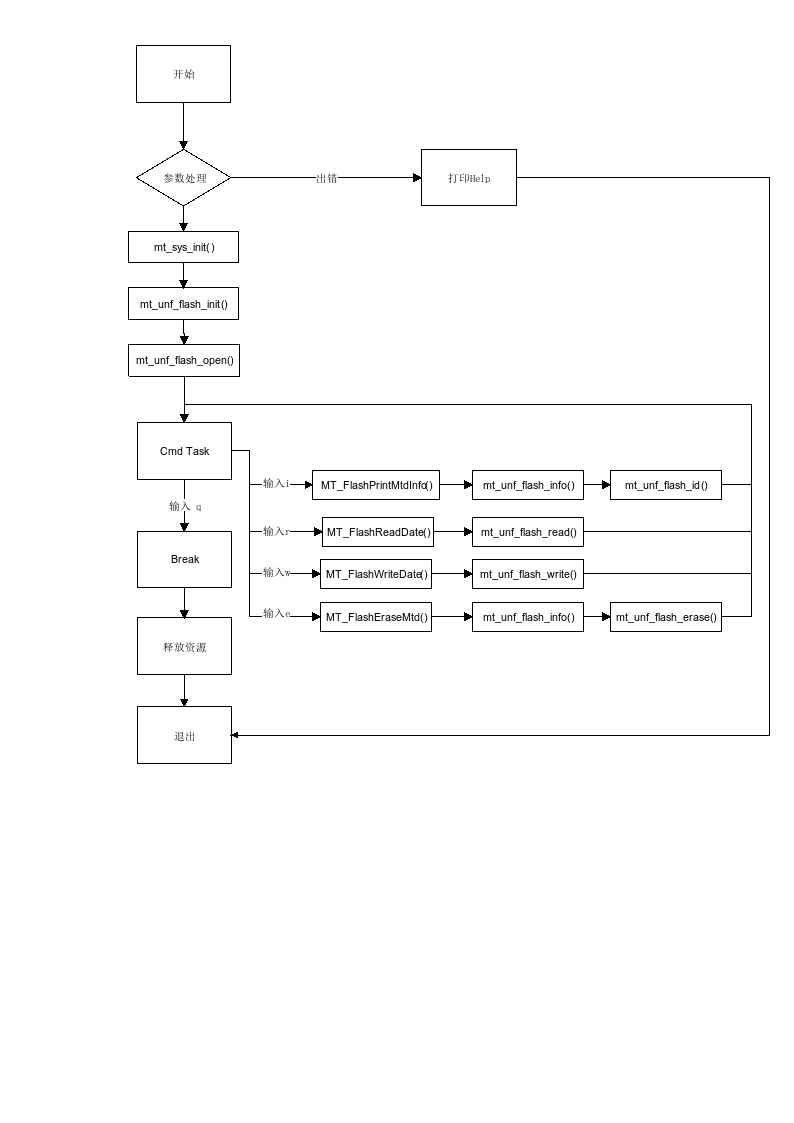 开始
参数处理
出错
打印Help
mt_sys_init()
mt_unf_flash_init()
mt_unf_flash_open()
Cmd Task
输入i
MT_FlashPrintMtdInfo()
mt_unf_flash_info()
mt_unf_flash_id()
输入 q
输入r
MT_FlashReadDate()
mt_unf_flash_read()
Break
输入w
MT_FlashWriteDate()
mt_unf_flash_write()
输入e
MT_FlashEraseMtd()
mt_unf_flash_info()
mt_unf_flash_erase()
释放资源
退出